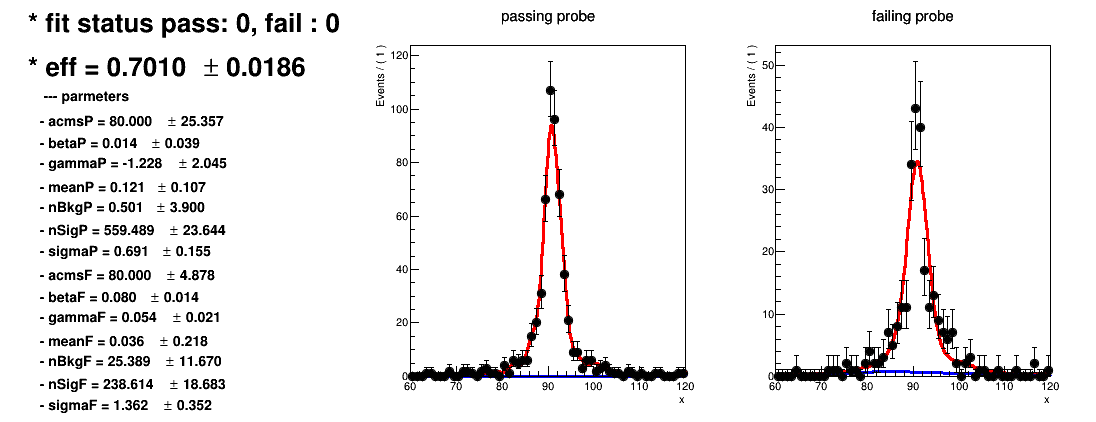 * fit status pass: 0, fail : 0
* eff = 0.7010 ± 0.0186
--- parmeters
- acmsP = 80.000 ± 25.357
- betaP = 0.014 ± 0.039
- gammaP = -1.228 ± 2.045
- meanP = 0.121 ± 0.107
- nBkgP = 0.501 ± 3.900
- nSigP = 559.489 ± 23.644
- sigmaP = 0.691 ± 0.155
- acmsF = 80.000 ± 4.878
- betaF = 0.080 ± 0.014
- gammaF = 0.054 ± 0.021
- meanF = 0.036 ± 0.218
- nBkgF = 25.389 ± 11.670
- nSigF = 238.614 ± 18.683
- sigmaF = 1.362 ± 0.352
passing probe
Events / ( 1 )
120
100
80
60
40
20
0
60 70 80 90 100 110 120
x
failing probe
Events / ( 1 )
50
40
30
20
10
0
60 70 80 90 100 110 120
x